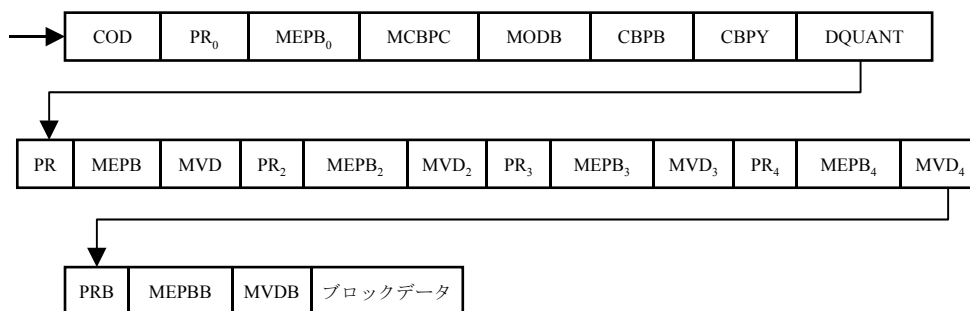 COD PR₀ MEPB₀ MCBPC MODB CBPB CBPY DQUANT
PR MEPB MVD PR₂ MEPB₂ MVD₂ PR₃ MEPB₃ MVD₃ PR₄ MEPB₄ MVD₄
PRB MEPBB MVDB ブロックデータ